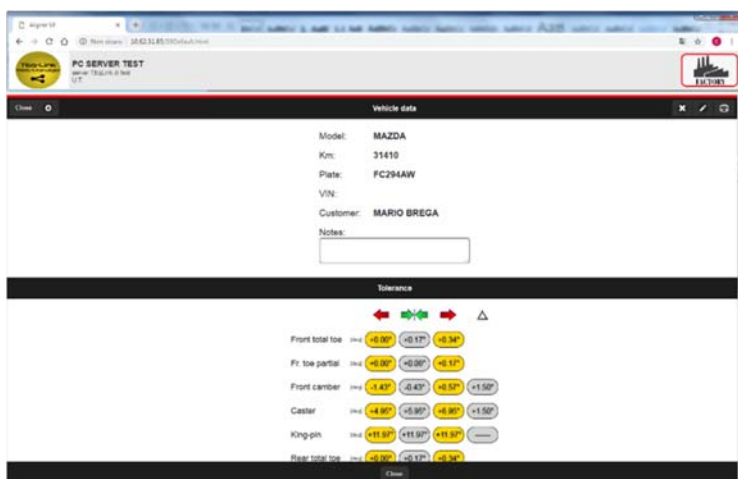 PC SERVER TEST
U.T.
FACTORY
Close
Vehicle data
Model: MAZDA
Km: 31410
Plate: FC294AW
VIN:
Customer: MARIO BREGA
Notes:
Tolerance
Front total toe +0.00° +0.17° +0.34°
Fr. toe partial +0.00° +0.08° +0.17°
Front camber -1.43° -0.43° +0.57° +1.50°
Caster +4.95° +5.95° +6.95° +1.50°
King-pin +11.97° +11.97° +11.97° -----
Rear total toe +0.00° +0.17° +0.34°
Close